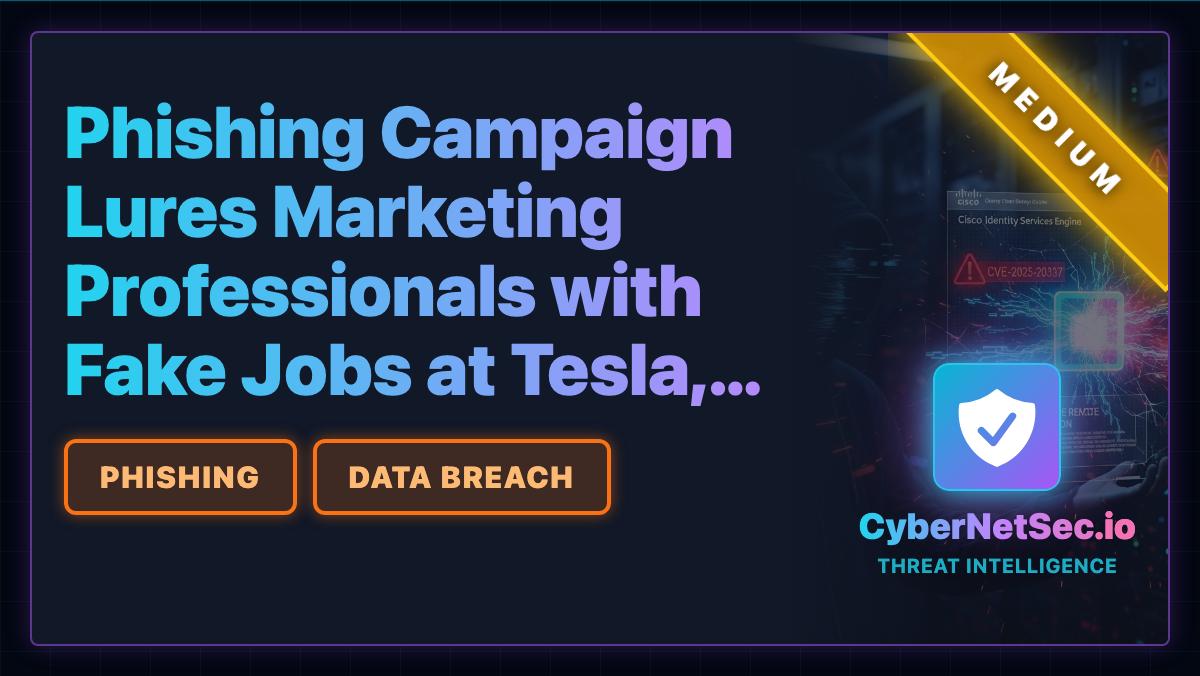 Phishing Campaign
Lures Marketing
Professionals with
Fake Jobs at Tesla,...
PHISHING
DATA BREACH
MEDIUM
CISCO
Cisco Identity Services Engine
CVE-2025-20337
CyberNetSec.io
THREAT INTELLIGENCE